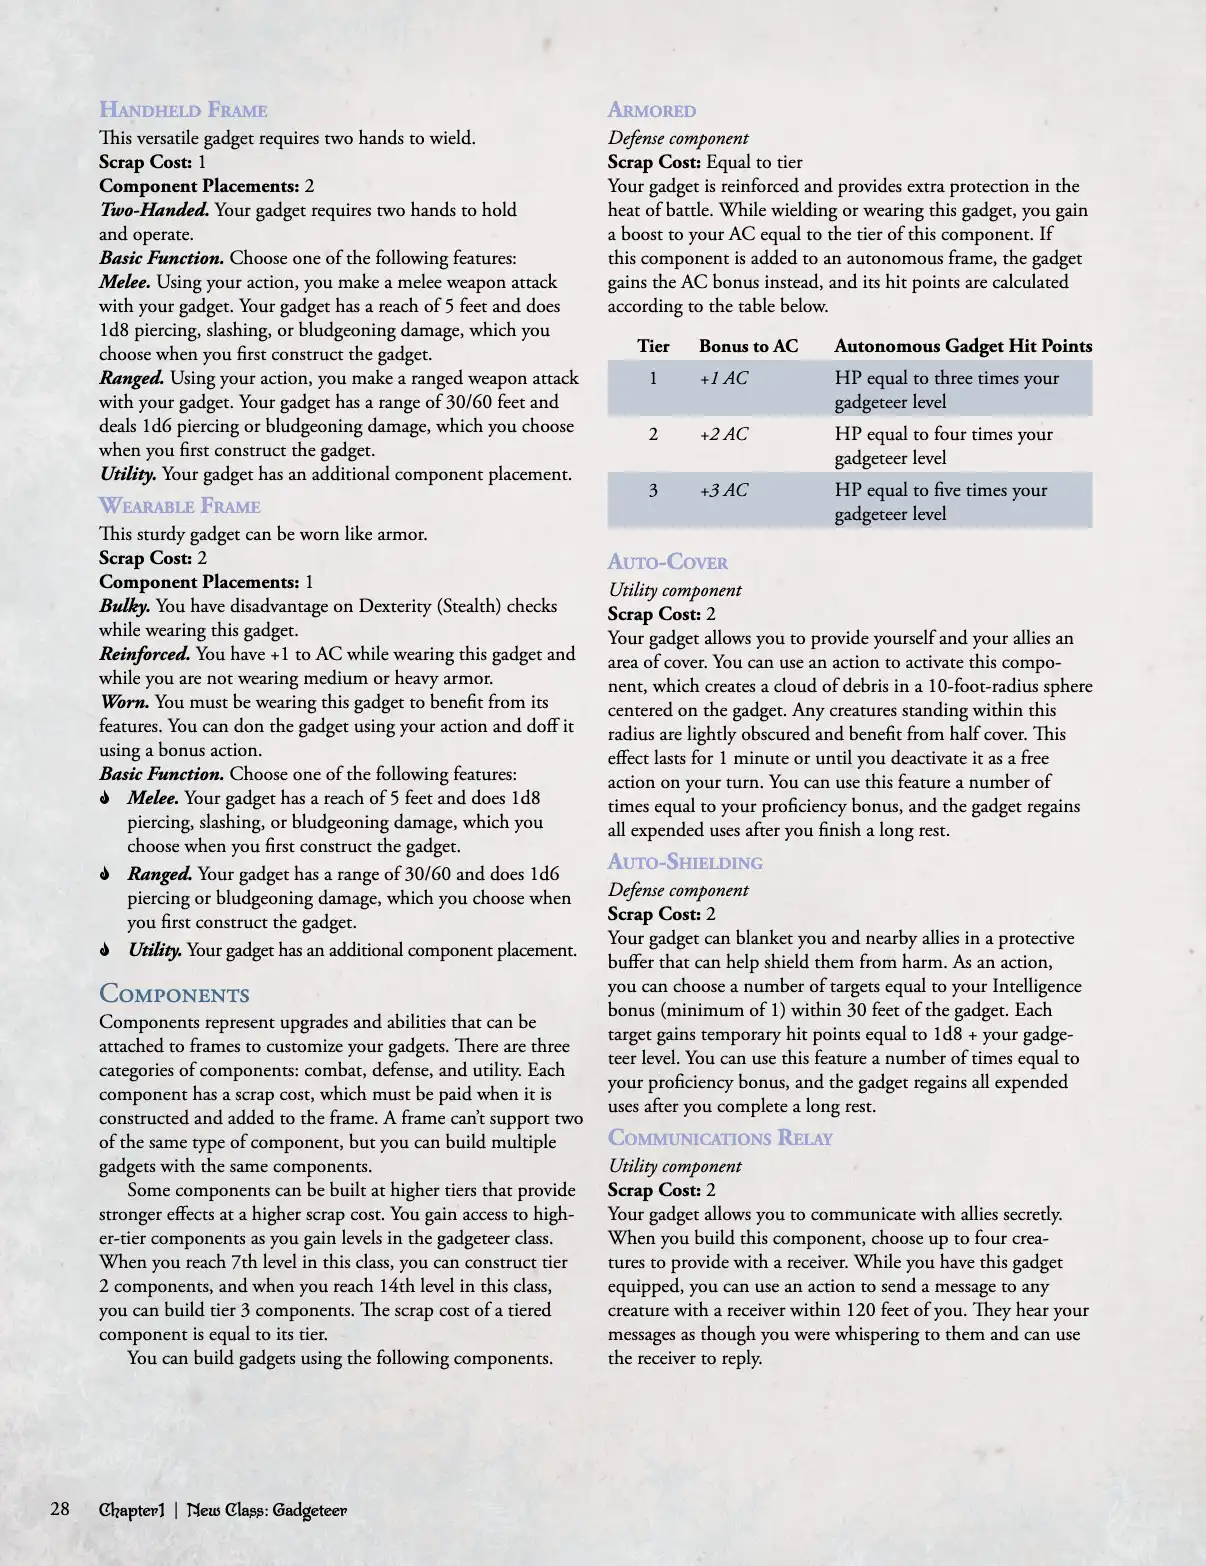 Handheld Frame
This versatile gadget requires two hands to wield.
Scrap Cost: 1
Component Placements: 2
Two-Handed. Your gadget requires two hands to hold
and operate.
Basic Function. Choose one of the following features:
Melee. Using your action, you make a melee weapon attack
with your gadget. Your gadget has a reach of 5 feet and does
1d8 piercing, slashing, or bludgeoning damage, which you
choose when you first construct the gadget.
Ranged. Using your action, you make a ranged weapon attack
with your gadget. Your gadget has a range of 30/60 feet and
deals 1d6 piercing or bludgeoning damage, which you choose
when you first construct the gadget.
Utility. Your gadget has an additional component placement.
Wearable Frame
This sturdy gadget can be worn like armor.
Scrap Cost: 2
Component Placements: 1
Bulky. You have disadvantage on Dexterity (Stealth) checks
while wearing this gadget.
Reinforced. You have +1 to AC while wearing this gadget and
while you are not wearing medium or heavy armor.
Worn. You must be wearing this gadget to benefit from its
features. You can don the gadget using your action and doff it
using a bonus action.
Basic Function. Choose one of the following features:
Melee. Your gadget has a reach of 5 feet and does 1d8
piercing, slashing, or bludgeoning damage, which you
choose when you first construct the gadget.
Ranged. Your gadget has a range of 30/60 and does 1d6
piercing or bludgeoning damage, which you choose when
you first construct the gadget.
Utility. Your gadget has an additional component placement.
Components
Components represent upgrades and abilities that can be
attached to frames to customize your gadgets. There are three
categories of components: combat, defense, and utility. Each
component has a scrap cost, which must be paid when it is
constructed and added to the frame. A frame can't support two
of the same type of component, but you can build multiple
gadgets with the same components.
Some components can be built at higher tiers that provide
stronger effects at a higher scrap cost. You gain access to high-
er-tier components as you gain levels in the gadgeteer class.
When you reach 7th level in this class, you can construct tier
2 components, and when you reach 14th level in this class,
you can build tier 3 components. The scrap cost of a tiered
component is equal to its tier.
You can build gadgets using the following components.
Armored
Defense component
Scrap Cost: Equal to tier
Your gadget is reinforced and provides extra protection in the
heat of battle. While wielding or wearing this gadget, you gain
a boost to your AC equal to the tier of this component. If
this component is added to an autonomous frame, the gadget
gains the AC bonus instead, and its hit points are calculated
according to the table below.
Tier Bonus to AC Autonomous Gadget Hit Points
1 +1 AC HP equal to three times your
gadgeteer level
2 +2 AC HP equal to four times your
gadgeteer level
3 +3 AC HP equal to five times your
gadgeteer level
Auto-Cover
Utility component
Scrap Cost: 2
Your gadget allows you to provide yourself and your allies an
area of cover. You can use an action to activate this compo-
nent, which creates a cloud of debris in a 10-foot-radius sphere
centered on the gadget. Any creatures standing within this
radius are lightly obscured and benefit from half cover. This
effect lasts for 1 minute or until you deactivate it as a free
action on your turn. You can use this feature a number of
times equal to your proficiency bonus, and the gadget regains
all expended uses after you finish a long rest.
Auto-Shielding
Defense component
Scrap Cost: 2
Your gadget can blanket you and nearby allies in a protective
buffer that can help shield them from harm. As an action,
you can choose a number of targets equal to your Intelligence
bonus (minimum of 1) within 30 feet of the gadget. Each
target gains temporary hit points equal to 1d8 + your gadge-
teer level. You can use this feature a number of times equal to
your proficiency bonus, and the gadget regains all expended
uses after you complete a long rest.
Communications Relay
Utility component
Scrap Cost: 2
Your gadget allows you to communicate with allies secretly.
When you build this component, choose up to four crea-
tures to provide with a receiver. While you have this gadget
equipped, you can use an action to send a message to any
creature with a receiver within 120 feet of you. They hear your
messages as though you were whispering to them and can use
the receiver to reply.
28 Chapter1 | New Class: Gadgeteer